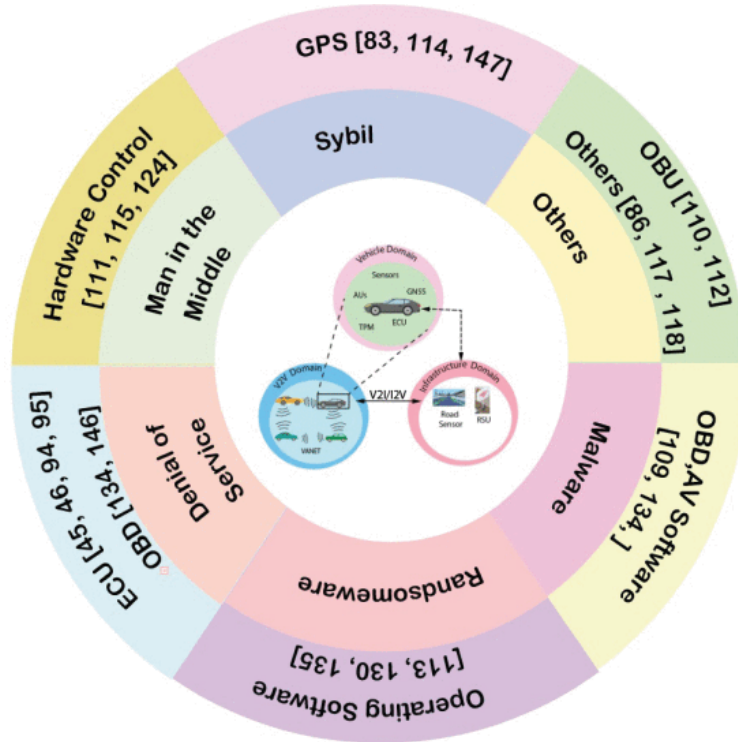 GPS [83, 114, 147]
Sybil
OBU [110, 112]
Others [86, 117 , 118]
Others
OBD,AV Software
[109, 134, ]
Malware
Operating Software
[113, 130, 135]
Randsomeware
ECU [45, 46, 94, 95]
OBD [134, 146]
Denial of
Service
Hardware Control
[111, 115, 124]
Man in the
Middle
Vehicle Domain
Sensors
AUs
GNSS
TPM
ECU
V2V Domain
VANET
V2I/I2V
Infrastructure Domain
Road
Sensor
RSU